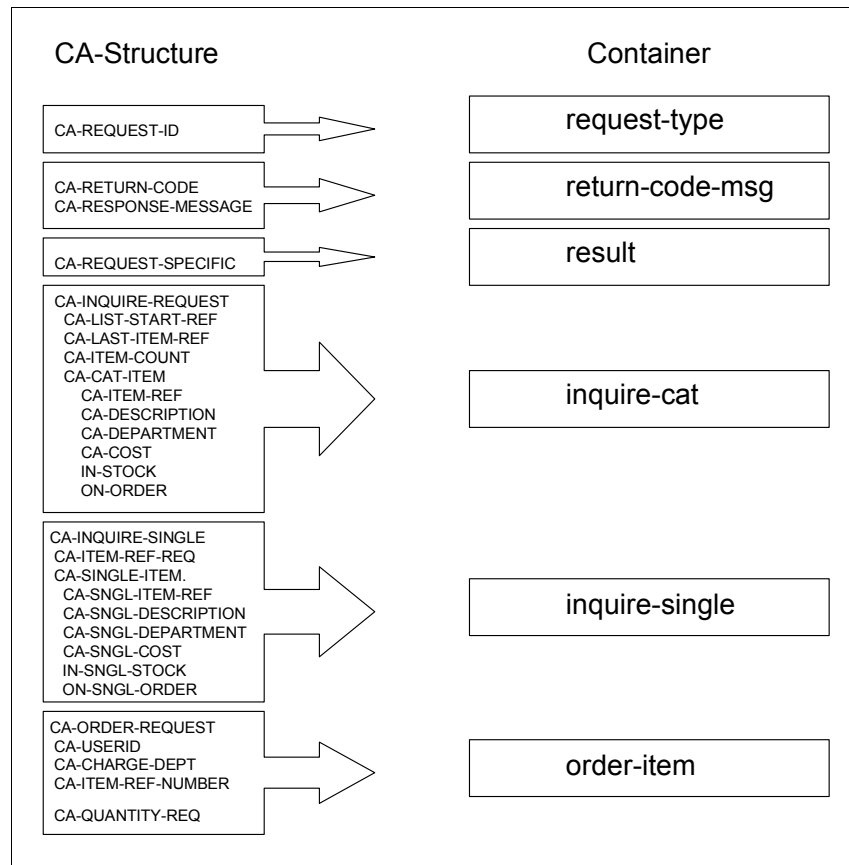 CA-Structure
Container
CA-REQUEST-ID
request-type
CA-RETURN-CODE
CA-RESPONSE-MESSAGE
return-code-msg
CA-REQUEST-SPECIFIC
result
CA-INQUIRE-REQUEST
CA-LIST-START-REF
CA-LAST-ITEM-REF
CA-ITEM-COUNT
CA-CAT-ITEM
CA-ITEM-REF
CA-DESCRIPTION
CA-DEPARTMENT
CA-COST
IN-STOCK
ON-ORDER
inquire-cat
CA-INQUIRE-SINGLE
CA-ITEM-REF-REQ
CA-SINGLE-ITEM.
CA-SNGL-ITEM-REF
CA-SNGL-DESCRIPTION
CA-SNGL-DEPARTMENT
CA-SNGL-COST
IN-SNGL-STOCK
ON-SNGL-ORDER
inquire-single
CA-ORDER-REQUEST
CA-USERID
CA-CHARGE-DEPT
CA-ITEM-REF-NUMBER
CA-QUANTITY-REQ
order-item